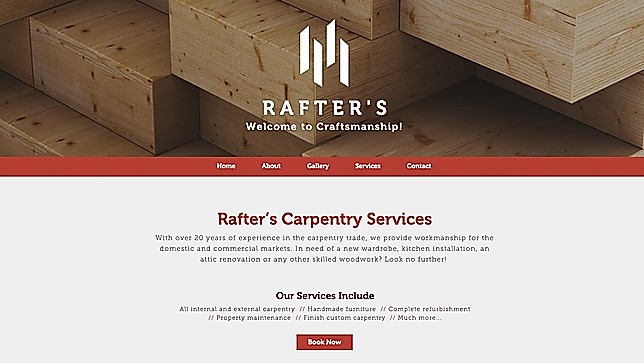 RAFTER'S
Welcome to Craftsmanship!
Home About Gallery Services Contact
Rafter's Carpentry Services
With over 20 years of experience in the carpentry trade, we provide workmanship for the
domestic and commercial markets. In need of a new wardrobe, kitchen installation, an
attic renovation or any other skilled woodwork? Look no further!
Our Services Include
All internal and external carpentry // Handmade furniture // Complete refurbishment
// Property maintenance // Finish custom carpentry // Much more...
Book Now